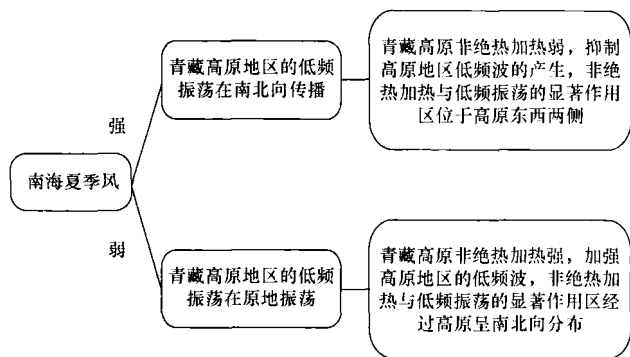 南海夏季风
强
青藏高原地区的低频
振荡在南北向传播
青藏高原非绝热加热弱，抑制
高原地区低频波的产生，非绝
热加热与低频振荡的显著作用
区位于高原东西两侧
弱
青藏高原地区的低频
振荡在原地振荡
青藏高原非绝热加热强，加强
高原地区的低频波，非绝热加
热与低频振荡的显著作用区经
过高原呈南北向分布